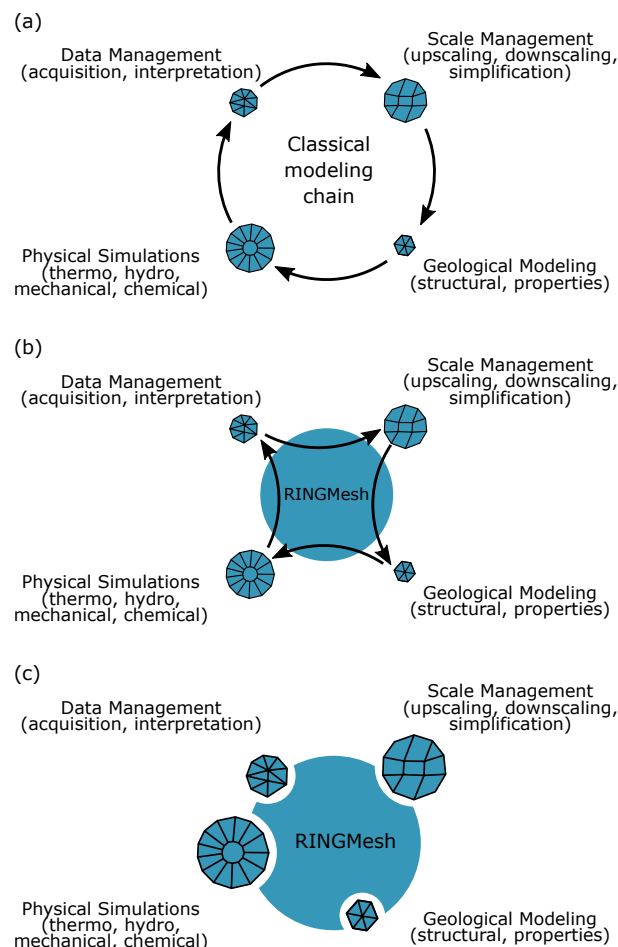 (a)
Data Management
(acquisition, interpretation)
Scale Management
(upscaling, downscaling,
simplification)
Classical
modeling
chain
Physical Simulations
(thermo, hydro,
mechanical, chemical)
Geological Modeling
(structural, properties)
(b)
Data Management
(acquisition, interpretation)
Scale Management
(upscaling, downscaling,
simplification)
RINGMesh
Physical Simulations
(thermo, hydro,
mechanical, chemical)
Geological Modeling
(structural, properties)
(c)
Data Management
(acquisition, interpretation)
Scale Management
(upscaling, downscaling,
simplification)
RINGMesh
Physical Simulations
(thermo, hydro,
mechanical, chemical)
Geological Modeling
(structural, properties)